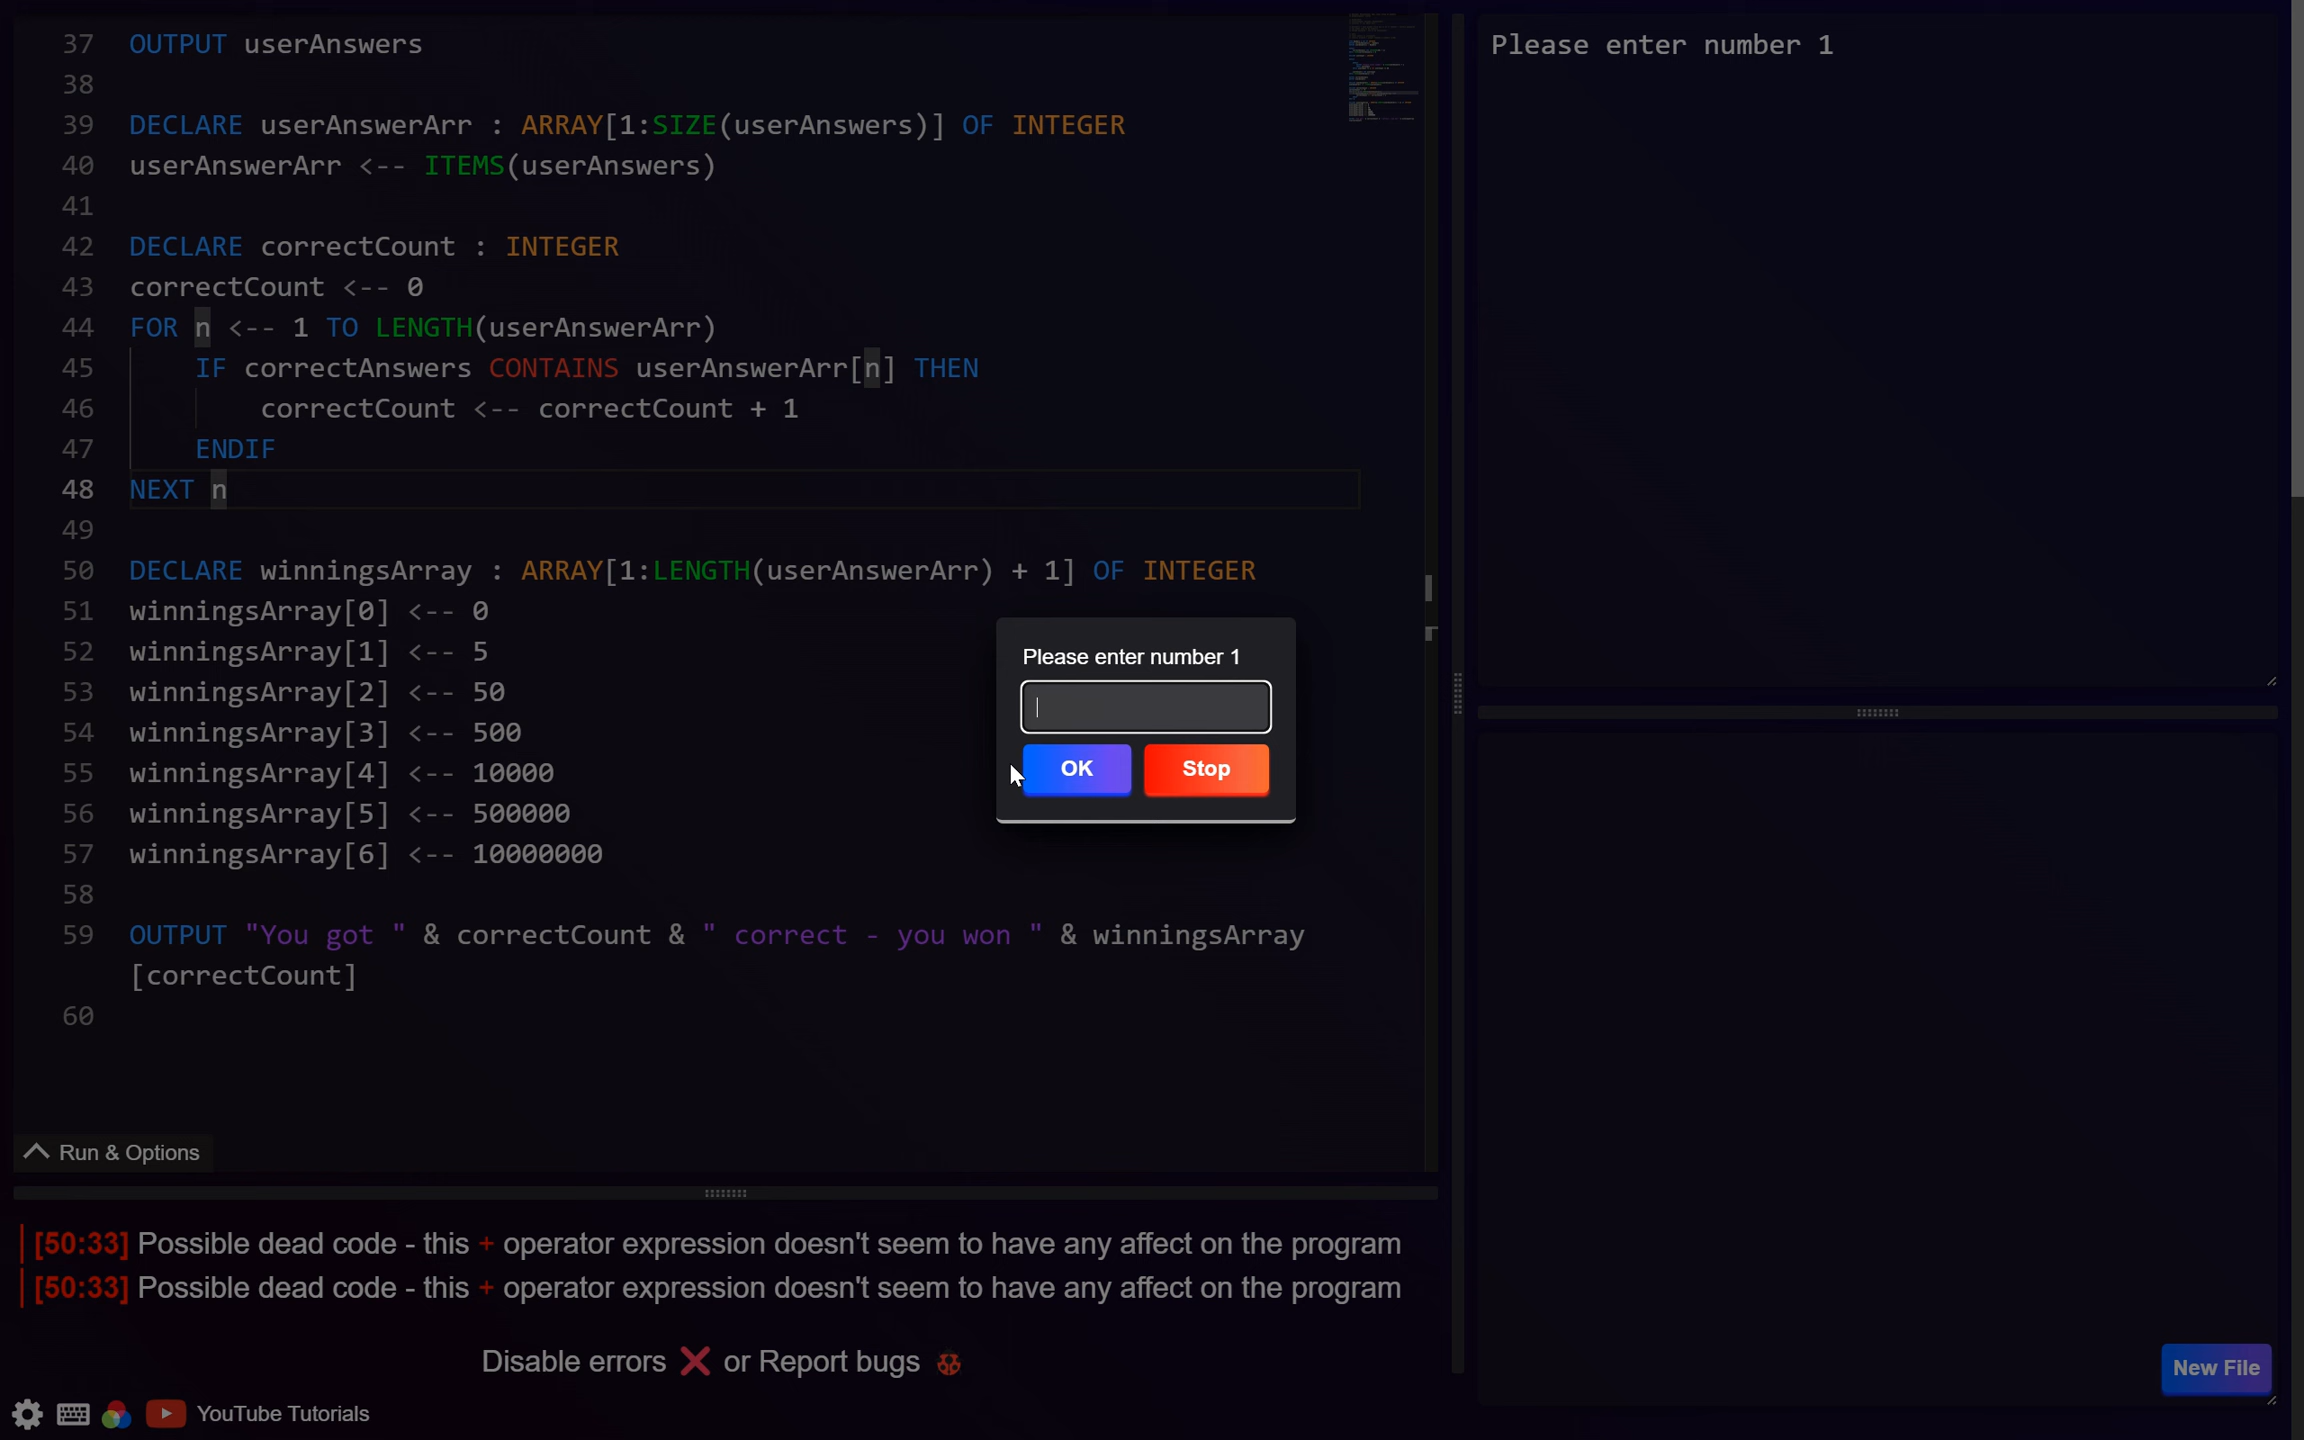 37 OUTPUT userAnswers
38
39 DECLARE userAnswerArr : ARRAY[1:SIZE(userAnswers)] OF INTEGER
40 userAnswerArr <-- ITEMS(userAnswers)
41
42 DECLARE correctCount : INTEGER
43 correctCount <-- 0
44 FOR n <-- 1 TO LENGTH(userAnswerArr)
45 IF correctAnswers CONTAINS userAnswerArr[n] THEN
46 correctCount <-- correctCount + 1
47 ENDIF
48 NEXT n
49
50 DECLARE winningsArray : ARRAY[1:LENGTH(userAnswerArr) + 1] OF INTEGER
51 winningsArray[0] <-- 0
52 winningsArray[1] <-- 5
53 winningsArray[2] <-- 50
54 winningsArray[3] <-- 500
55 winningsArray[4] <-- 10000
56 winningsArray[5] <-- 500000
57 winningsArray[6] <-- 10000000
58
59 OUTPUT "You got " & correctCount & " correct - you won " & winningsArray
[correctCount]
60
Run & Options
[50:33] Possible dead code - this + operator expression doesn't seem to have any affect on the program
[50:33] Possible dead code - this + operator expression doesn't seem to have any affect on the program
Disable errors ❌ or Report bugs 🐞
YouTube Tutorials
Please enter number 1
OK
Stop
Please enter number 1
New File